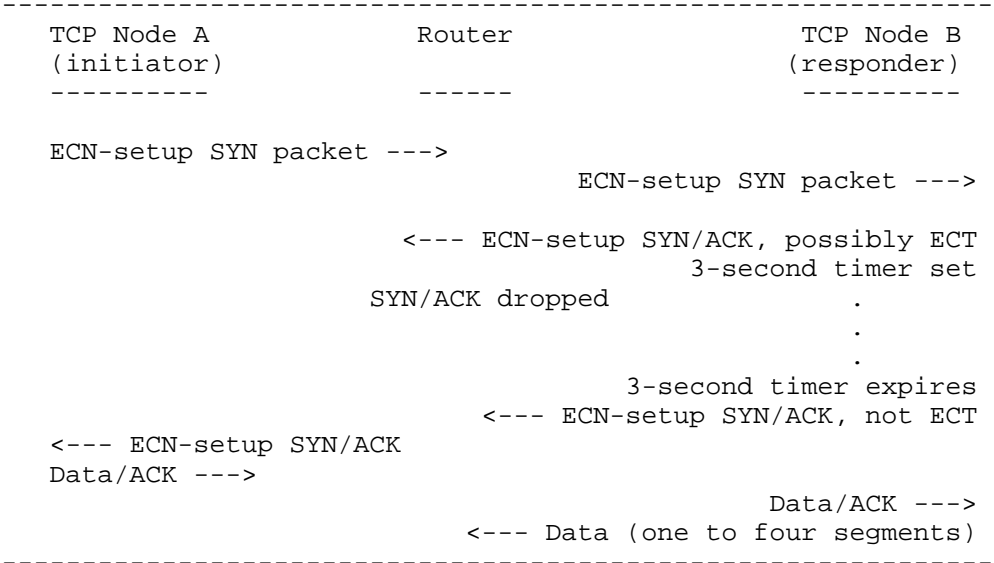 ---------------------------------------------------------------
TCP Node A             Router                  TCP Node B
(initiator)                                   (responder)
----------             ------                  ----------
ECN-setup SYN packet --->
ECN-setup SYN packet --->
<--- ECN-setup SYN/ACK, possibly ECT
3-second timer set
SYN/ACK dropped               .
.
.
3-second timer expires
<--- ECN-setup SYN/ACK, not ECT
<--- ECN-setup SYN/ACK
Data/ACK --->
Data/ACK --->
<--- Data (one to four segments)
---------------------------------------------------------------